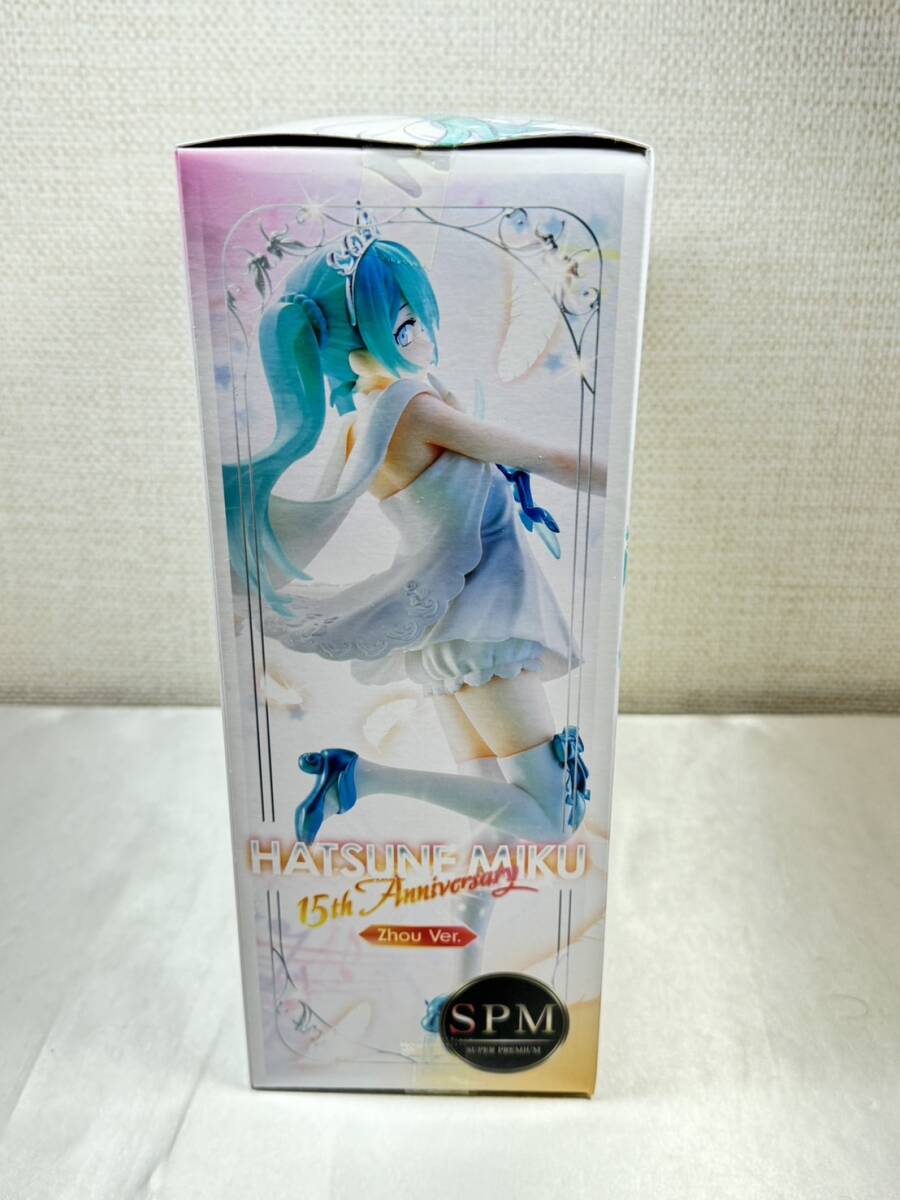 HATSUNE MIKU
15th Anniversary
Zhou Ver.
SPM
SUPER PREMIUM